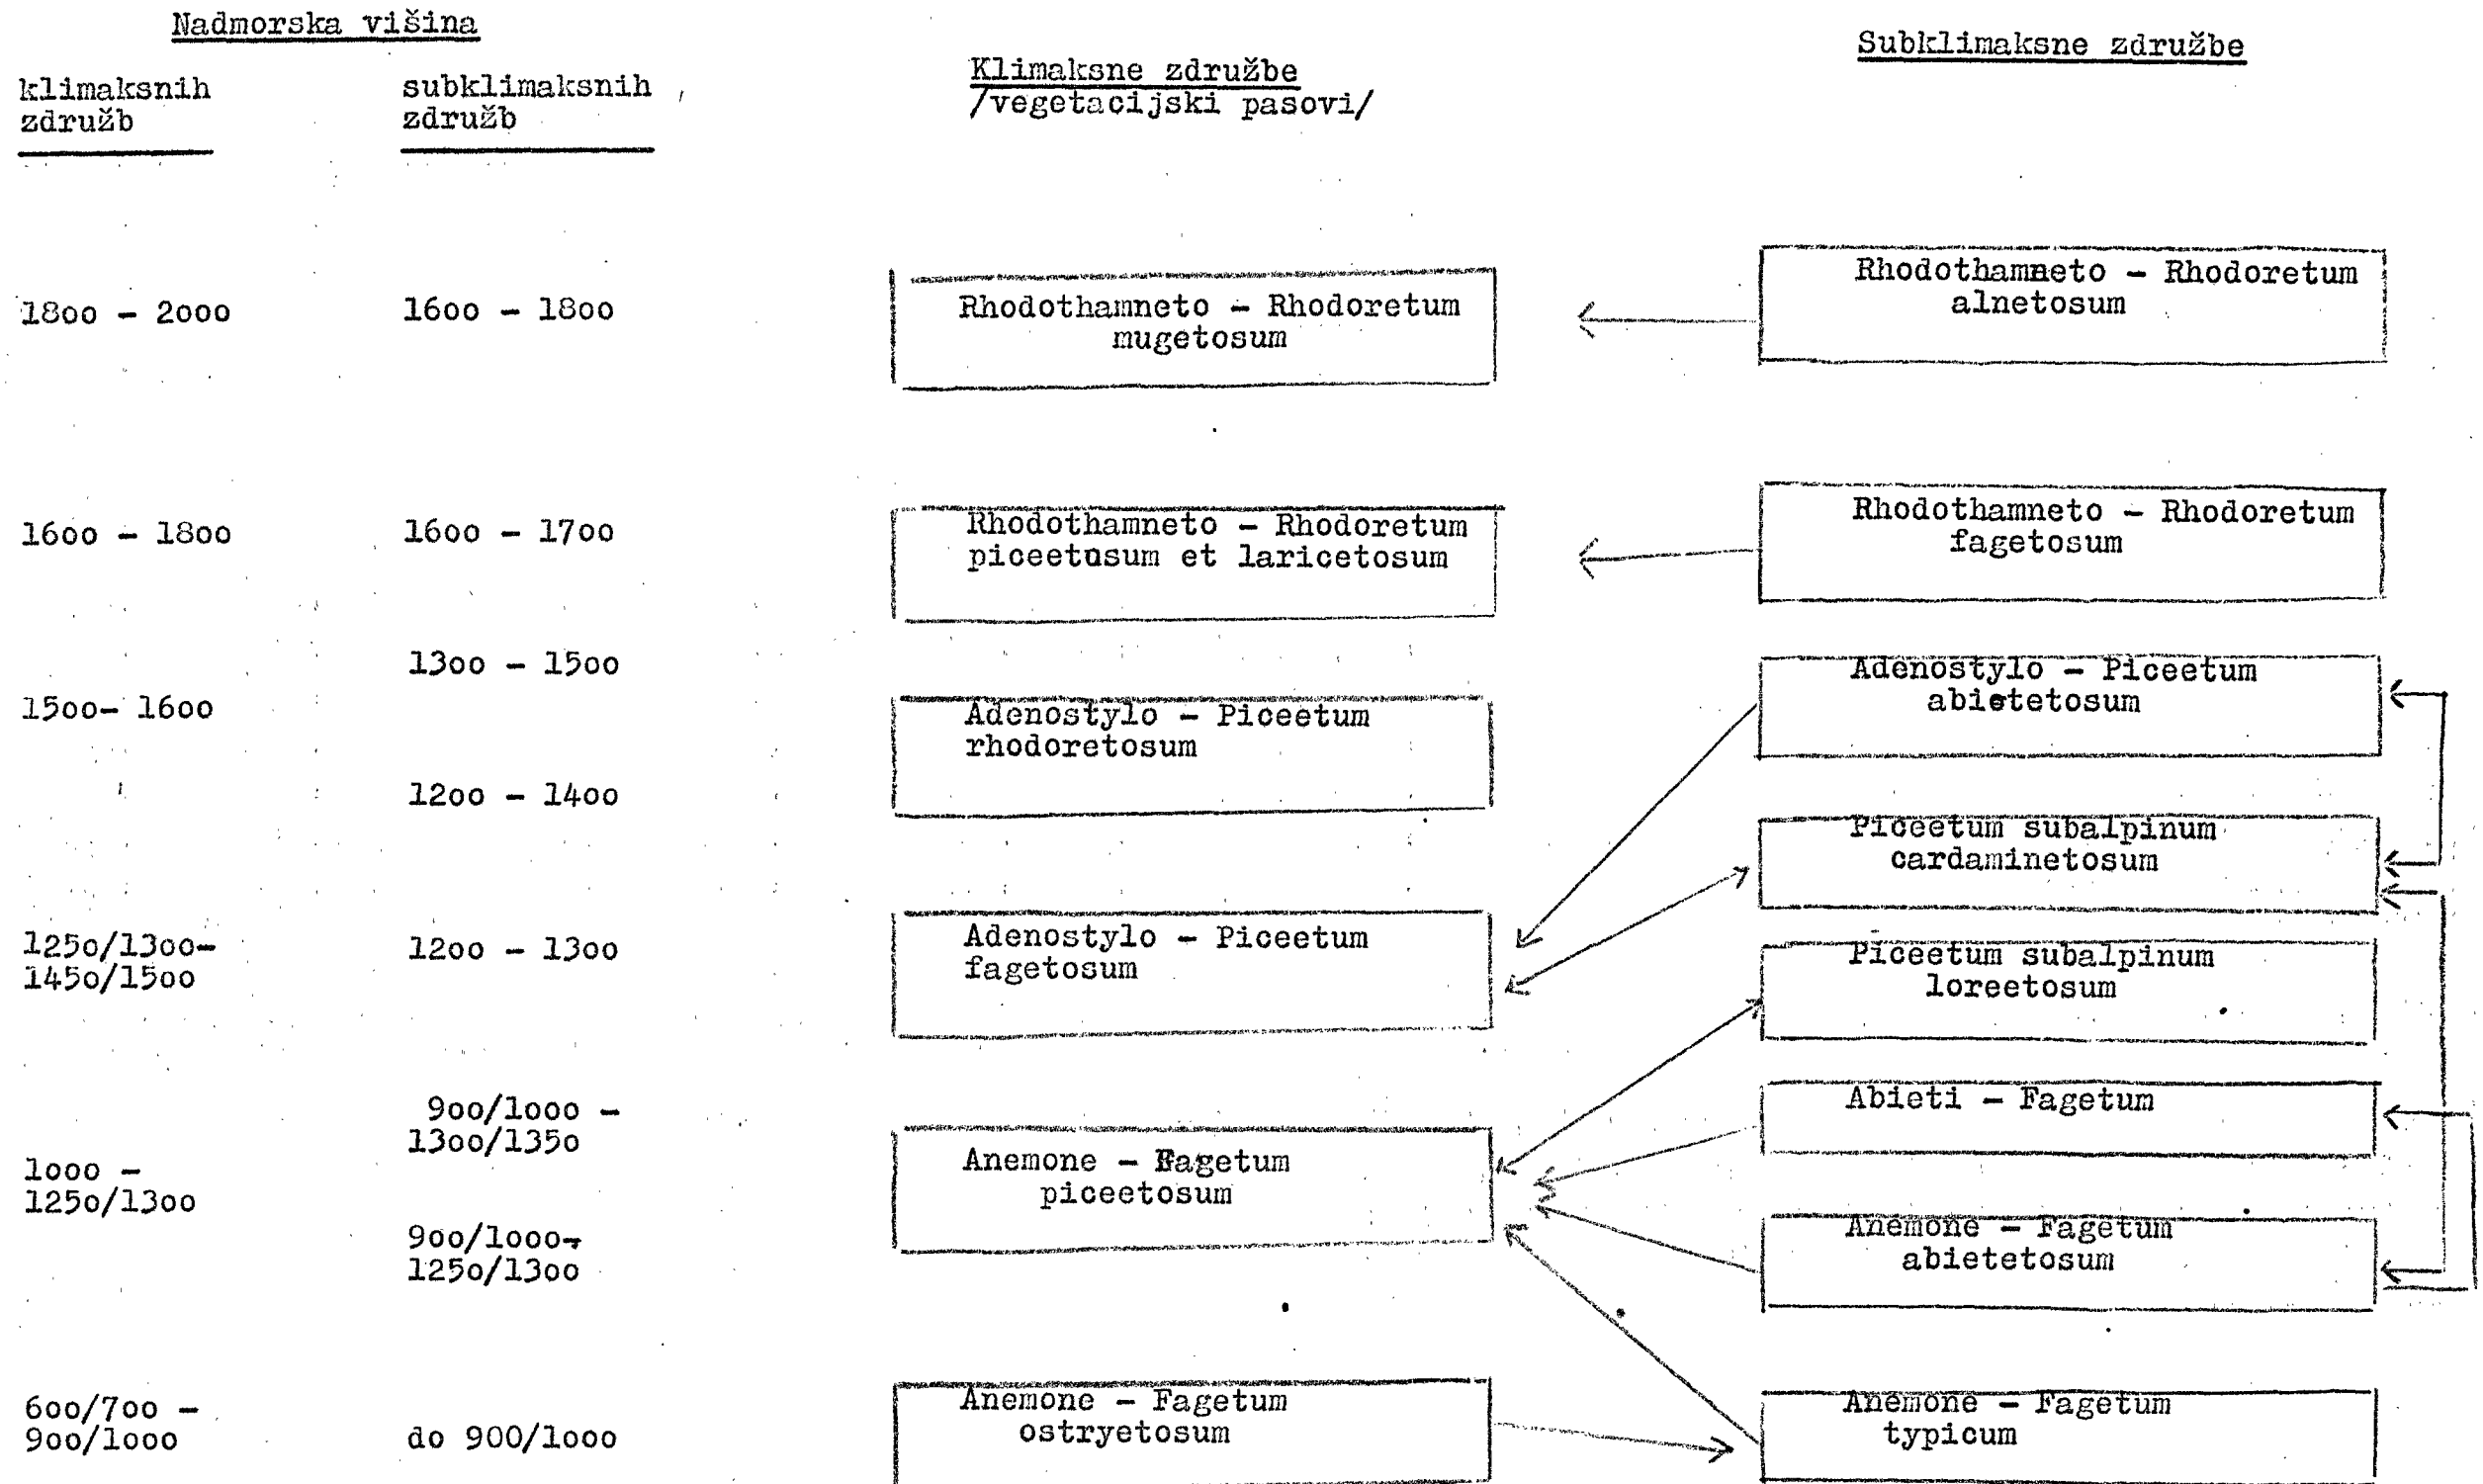 Nadmorska višina
klimaksnih
združb
subklimaksnih
združb
Klimaksne združbe
/vegetacijski pasovi/
Subklimaksne združbe
1800 - 2000
1600 - 1800
Rhodothamneto - Rhodoretum
mugetosum
Rhodothamneto - Rhodoretum
alnetosum
1600 - 1800
1600 - 1700
Rhodothamneto - Rhodoretum
piceetosum et laricetosum
Rhodothamneto - Rhodoretum
fagetosum
1500- 1600
1300 - 1500
Adenostylo - Piceetum
rhodoretosum
Adenostylo - Piceetum
abietetosum
1200 - 1400
Piceetum subalpinum
cardaminetosum
1250/1300-
1450/1500
1200 - 1300
Adenostylo - Piceetum
fagetosum
Piceetum subalpinum
loreetosum
1000 -
1250/1300
900/1000 -
1300/1350
Anemone - Fagetum
piceetosum
Abieti - Fagetum
900/1000-
1250/1300
Anemone - Fagetum
abietetosum
600/700 -
900/1000
do 900/1000
Anemone - Fagetum
ostryetosum
Anemone - Fagetum
typicum